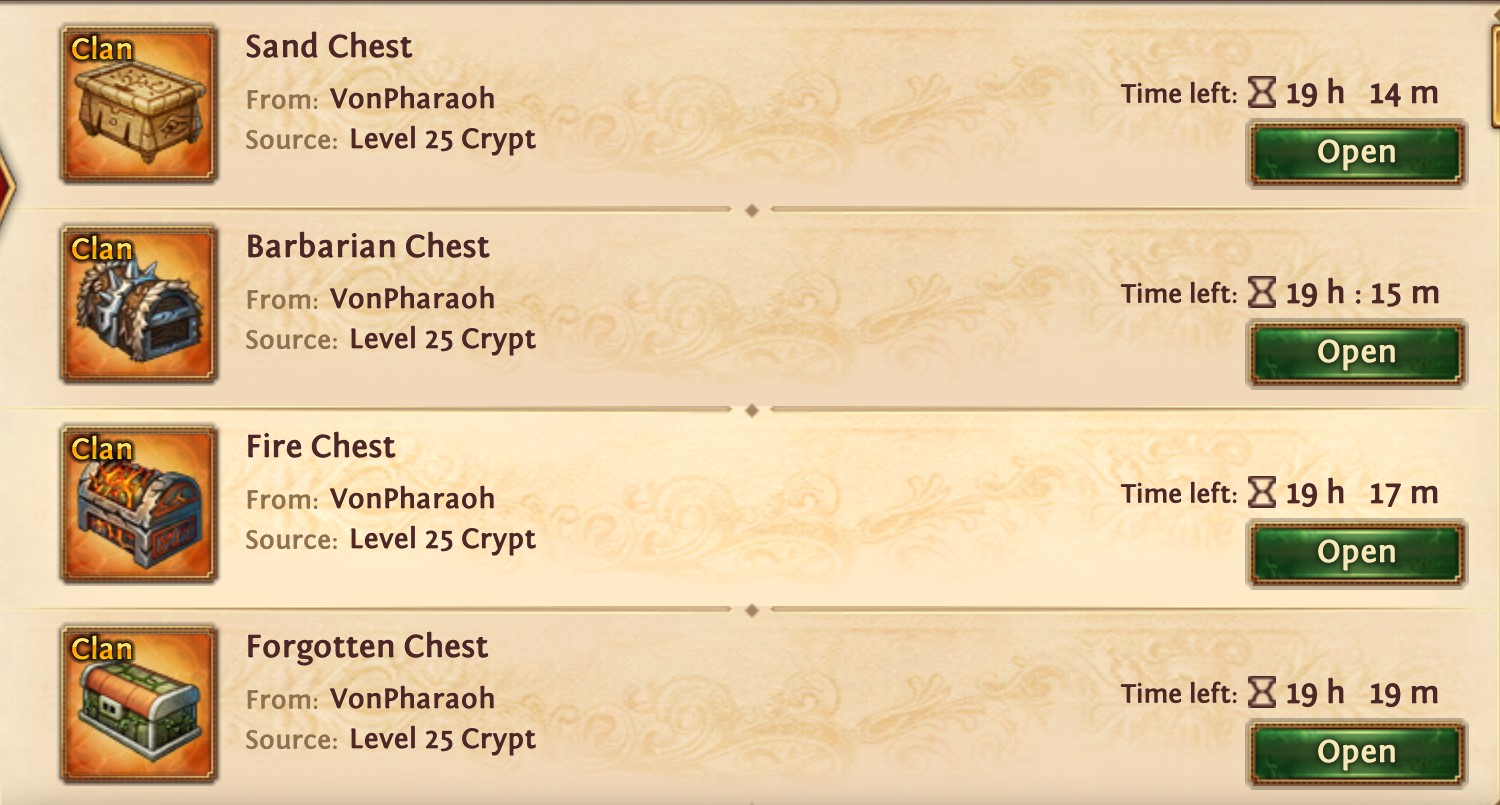 Clan
Sand Chest
From: VonPharaoh
Source: Level 25 Crypt
Time left: 19 h 14 m
Open
Clan
Barbarian Chest
From: VonPharaoh
Source: Level 25 Crypt
Time left: 19 h : 15 m
Open
Clan
Fire Chest
From: VonPharaoh
Source: Level 25 Crypt
Time left: 19 h 17 m
Open
Clan
Forgotten Chest
From: VonPharaoh
Source: Level 25 Crypt
Time left: 19 h 19 m
Open